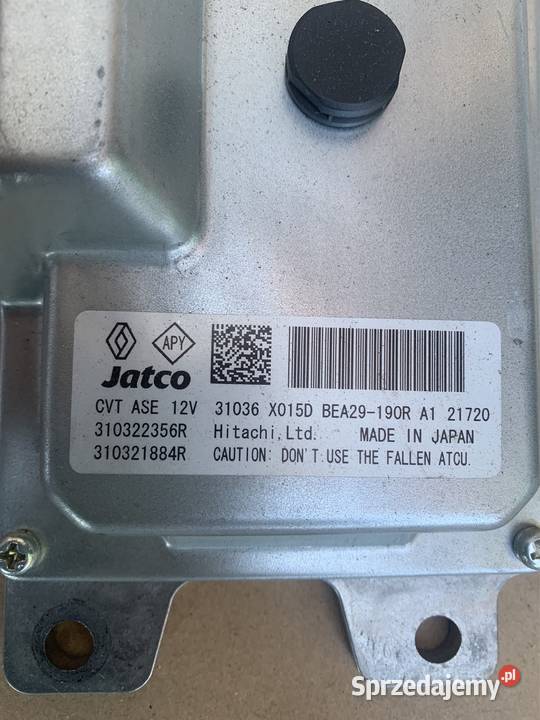 APY
Jatco
CVT ASE 12V 31036 X015D BEA29-190R A1 21720
310322356R Hitachi,Ltd. MADE IN JAPAN
310321884R CAUTION: DON'T USE THE FALLEN ATCU.
Sprzedajemy.pl